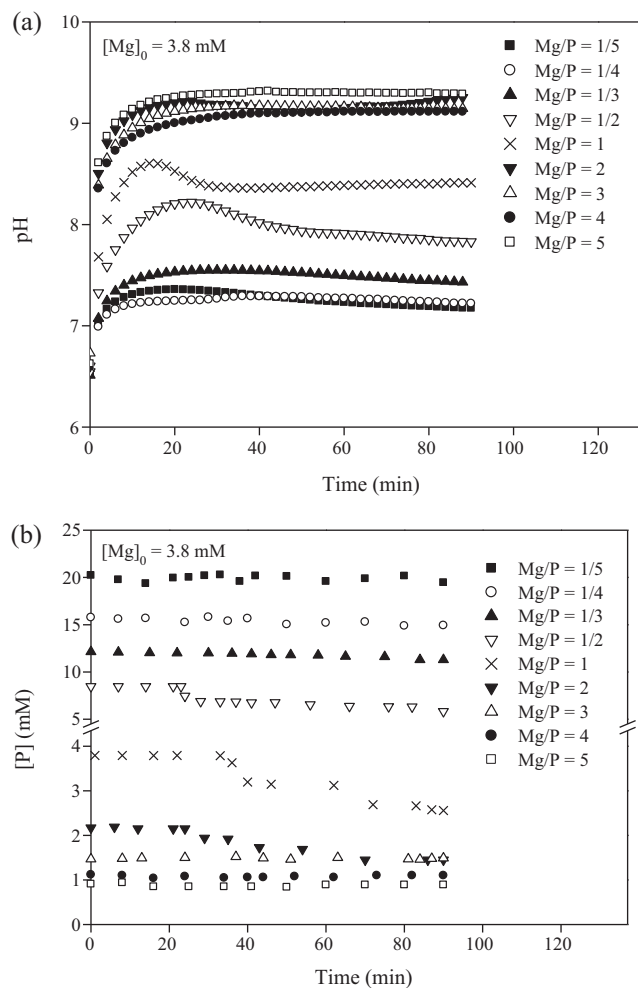 (a)
10
9
8
7
6
pH
[Mg]₀ = 3.8 mM
Mg/P = 1/5
Mg/P = 1/4
Mg/P = 1/3
Mg/P = 1/2
Mg/P = 1
Mg/P = 2
Mg/P = 3
Mg/P = 4
Mg/P = 5
0 20 40 60 80 100 120
Time (min)
(b)
25
20
15
10
5
4
3
2
1
0
[P] (mM)
[Mg]₀ = 3.8 mM
Mg/P = 1/5
Mg/P = 1/4
Mg/P = 1/3
Mg/P = 1/2
Mg/P = 1
Mg/P = 2
Mg/P = 3
Mg/P = 4
Mg/P = 5
0 20 40 60 80 100 120
Time (min)